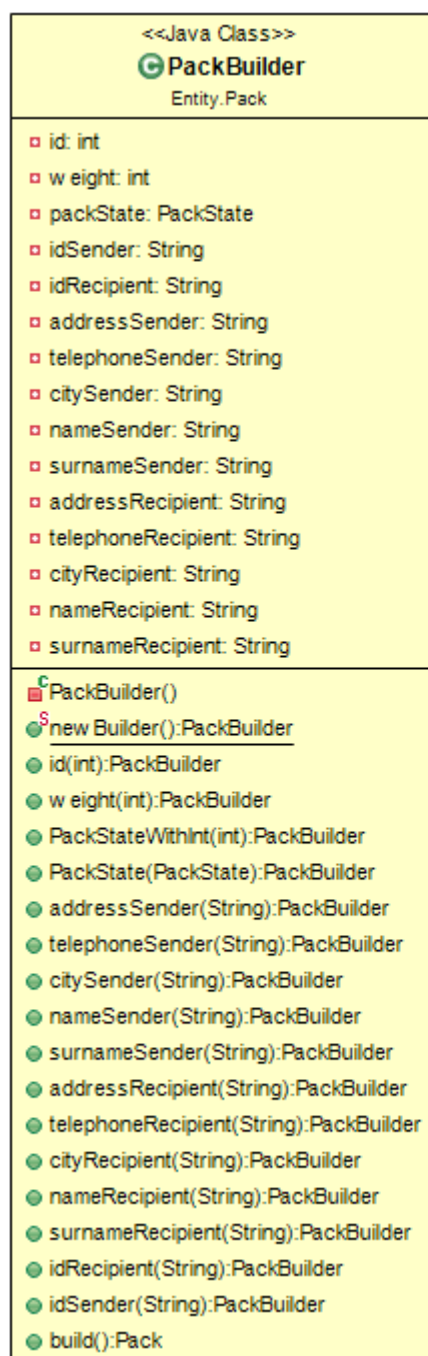 <<Java Class>>
PackBuilder
Entity.Pack
id: int
w eight: int
packState: PackState
idSender: String
idRecipient: String
addressSender: String
telephoneSender: String
citySender: String
nameSender: String
surnameSender: String
addressRecipient: String
telephoneRecipient: String
cityRecipient: String
nameRecipient: String
surnameRecipient: String
PackBuilder()
new Builder():PackBuilder
id(int):PackBuilder
w eight(int):PackBuilder
PackStateWithInt(int):PackBuilder
PackState(PackState):PackBuilder
addressSender(String):PackBuilder
telephoneSender(String):PackBuilder
citySender(String):PackBuilder
nameSender(String):PackBuilder
surnameSender(String):PackBuilder
addressRecipient(String):PackBuilder
telephoneRecipient(String):PackBuilder
cityRecipient(String):PackBuilder
nameRecipient(String):PackBuilder
surnameRecipient(String):PackBuilder
idRecipient(String):PackBuilder
idSender(String):PackBuilder
build():Pack